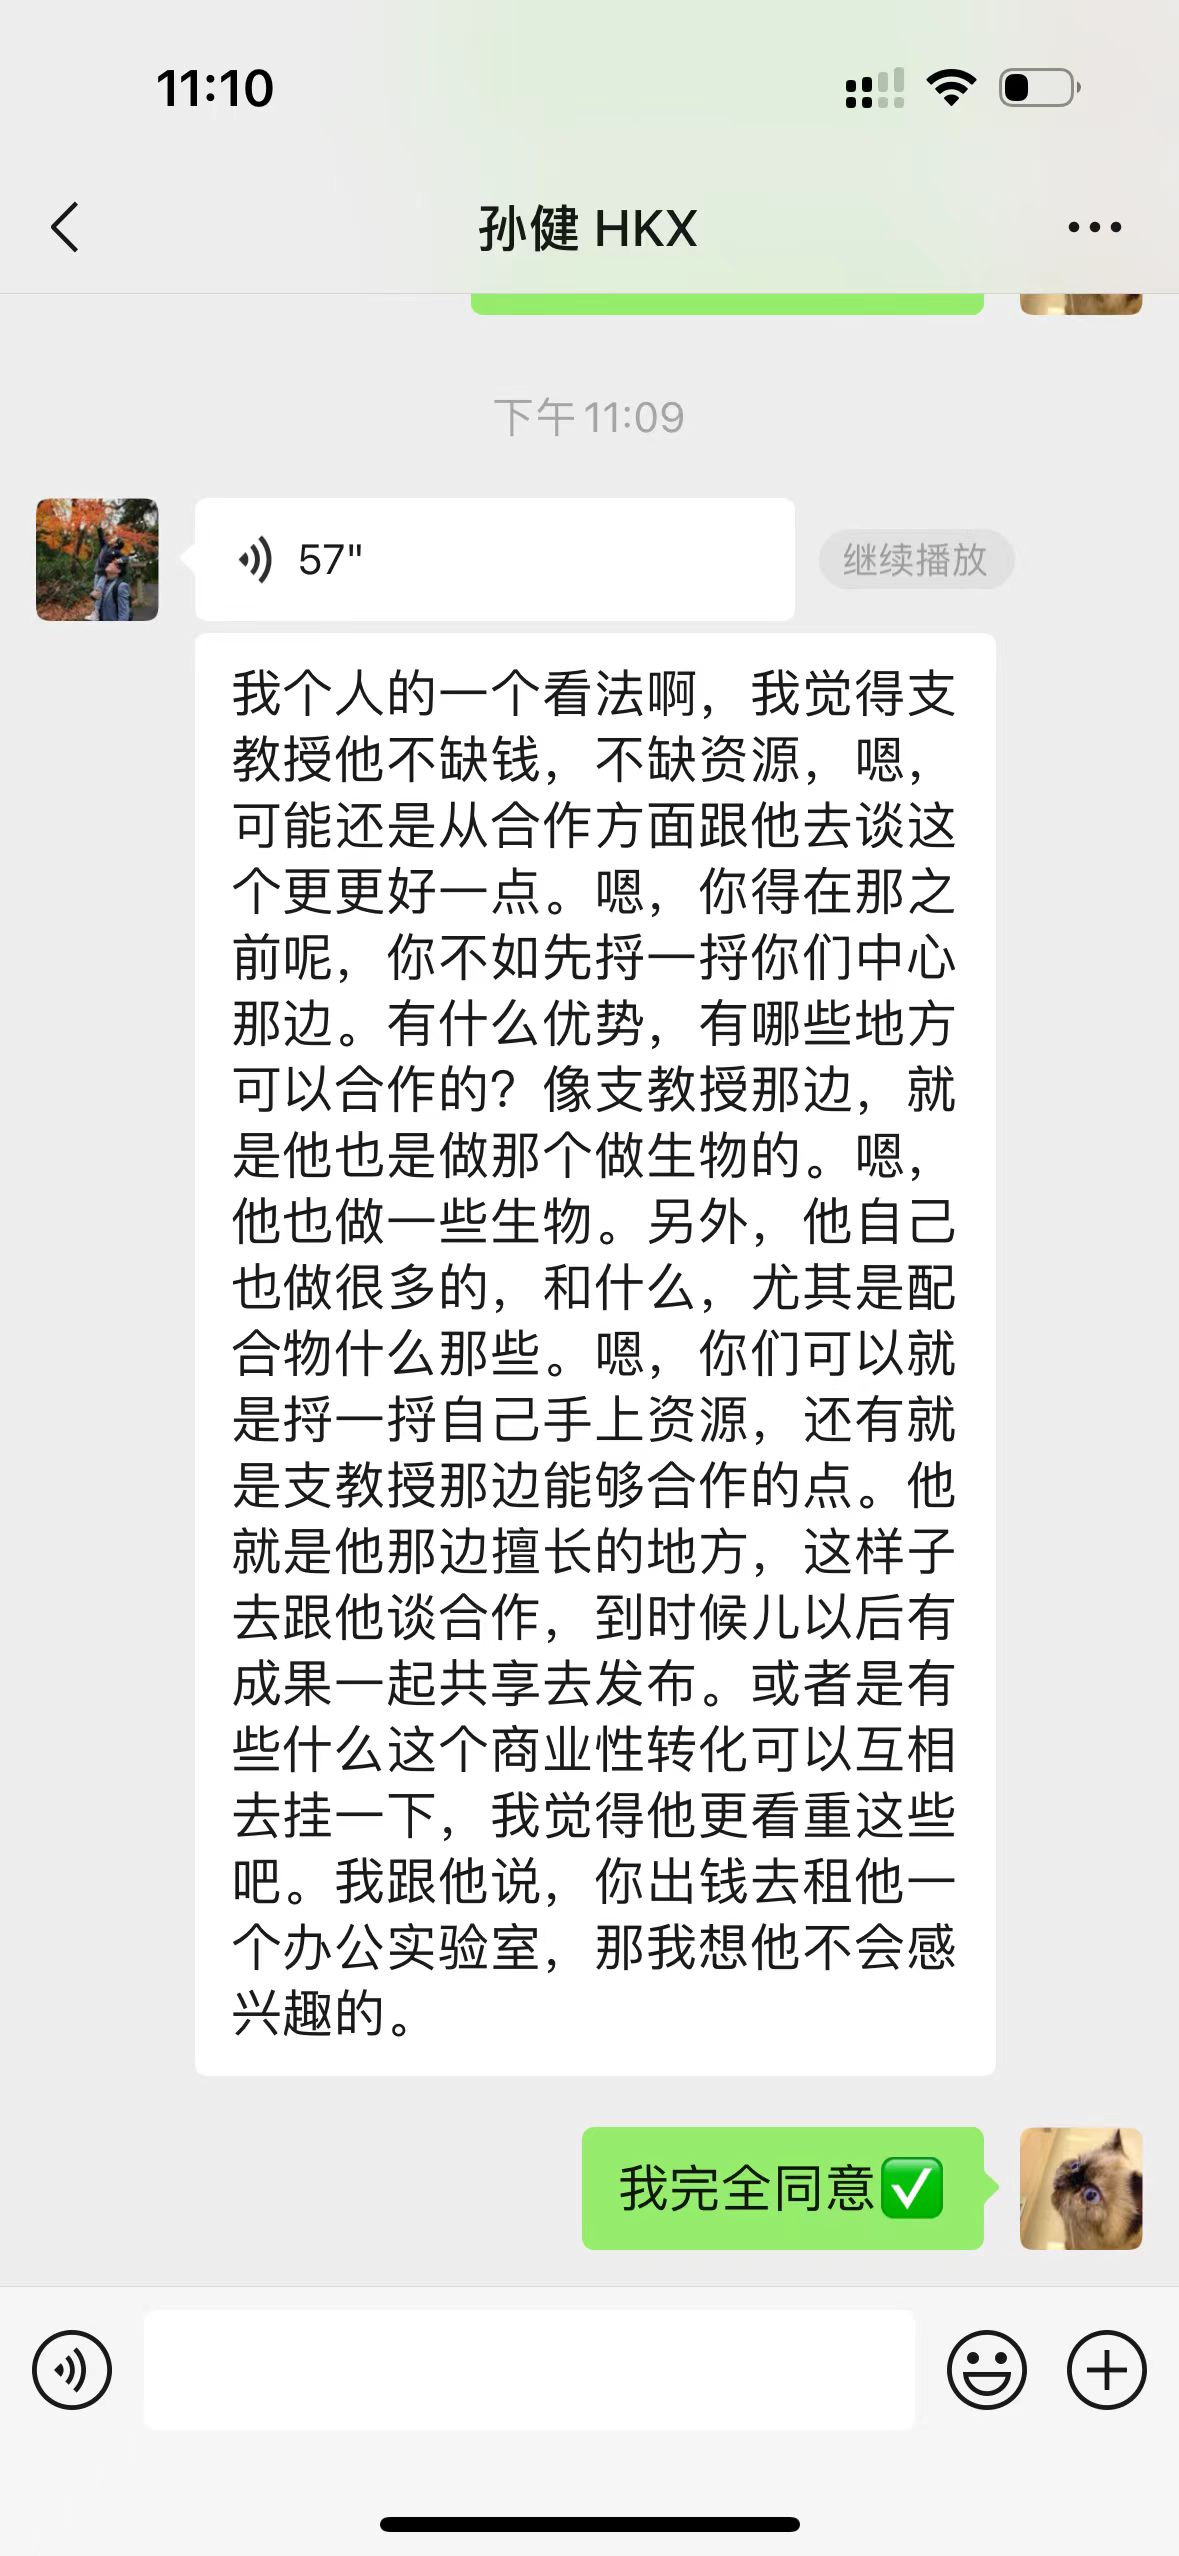 11:10
孙健 HKX
下午 11:09
57"
继续播放
我个人的一个看法啊，我觉得支
教授他不缺钱，不缺资源，嗯，
可能还是从合作方面跟他去谈这
个更更好一点。嗯，你得在那之
前呢，你不如先捋一捋你们中心
那边。有什么优势，有哪些地方
可以合作的？像支教授那边，就
是他也是做那个做生物的。嗯，
他也做一些生物。另外，他自己
也做很多的，和什么，尤其是配
合物什么那些。嗯，你们可以就
是捋一捋自己手上资源，还有就
是支教授那边能够合作的点。他
就是他那边擅长的地方，这样子
去跟他谈合作，到时候儿以后有
成果一起共享去发布。或者是有
些什么这个商业性转化可以互相
去挂一下，我觉得他更看重这些
吧。我跟他说，你出钱去租他一
个办公实验室，那我想他不会感
兴趣的。
我完全同意✅